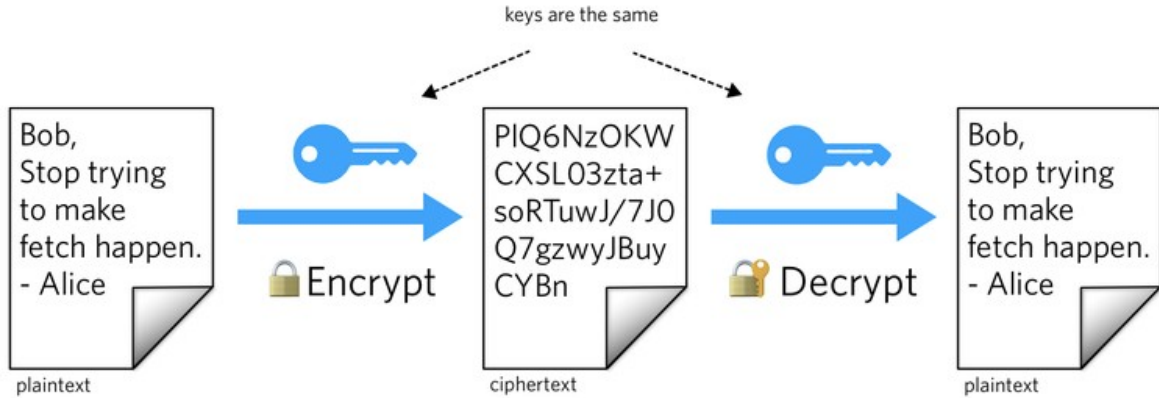 keys are the same
Bob,
Stop trying
to make
fetch happen.
- Alice
plaintext
Encrypt
PlQ6NzOKW
CXSL03zta+
soRTuwJ/7J0
Q7gzwyJBuy
CYBn
ciphertext
Decrypt
Bob,
Stop trying
to make
fetch happen.
- Alice
plaintext